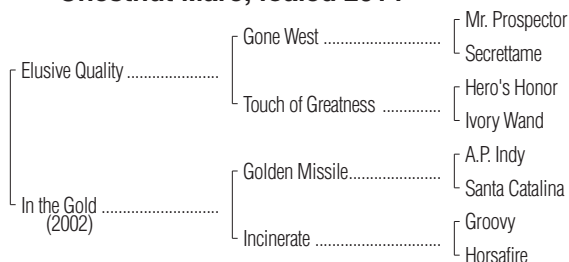 Chestnut Mare; foaled
Mr. Prospector
Gone West ..............................
Secrettame
Elusive Quality .......................
Hero's Honor
Touch of Greatness ...................
Ivory Wand
A.P. Indy
Golden Missile.......................
Santa Catalina
In the Gold .............................
(2002)
Groovy
Incinerate ................................
Horsafire